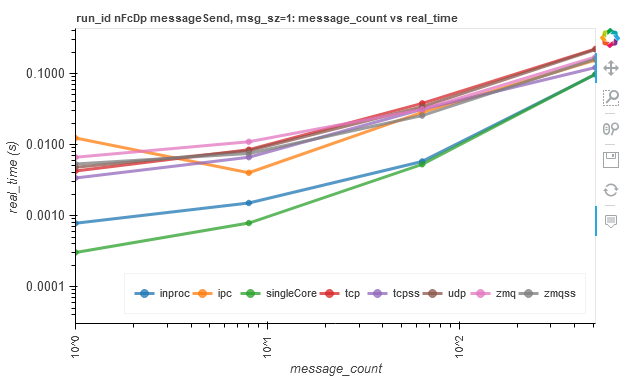 run_id nFcDp messageSend, msg_sz=1: message_count vs real_time
real_time (s)
0.1000
0.0100
0.0010
0.0001
inproc ipc singleCore tcp tcpss udp zmq zmqss
10^0 10^1 10^2
message_count